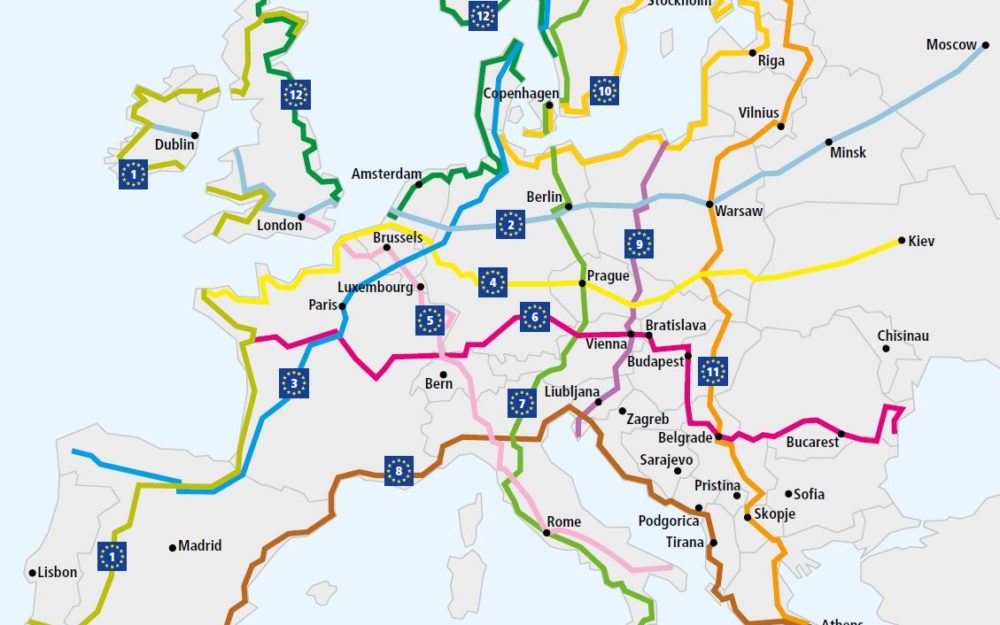 Stockholm
12
Moscow
Riga
10
12
Copenhagen
Vilnius
Dublin
Minsk
1
Amsterdam
Berlin
Warsaw
London
2
Brussels
9
Kiev
4
Prague
Luxembourg
Paris
5
6
Bratislava
Vienna
Chisinau
Budapest
11
Bern
3
Liubljana
7
Zagreb
Belgrade
Bucarest
Sarajevo
8
Pristina
Sofia
Skopje
Podgorica
Rome
Tirana
Madrid
1
Lisbon
Athens